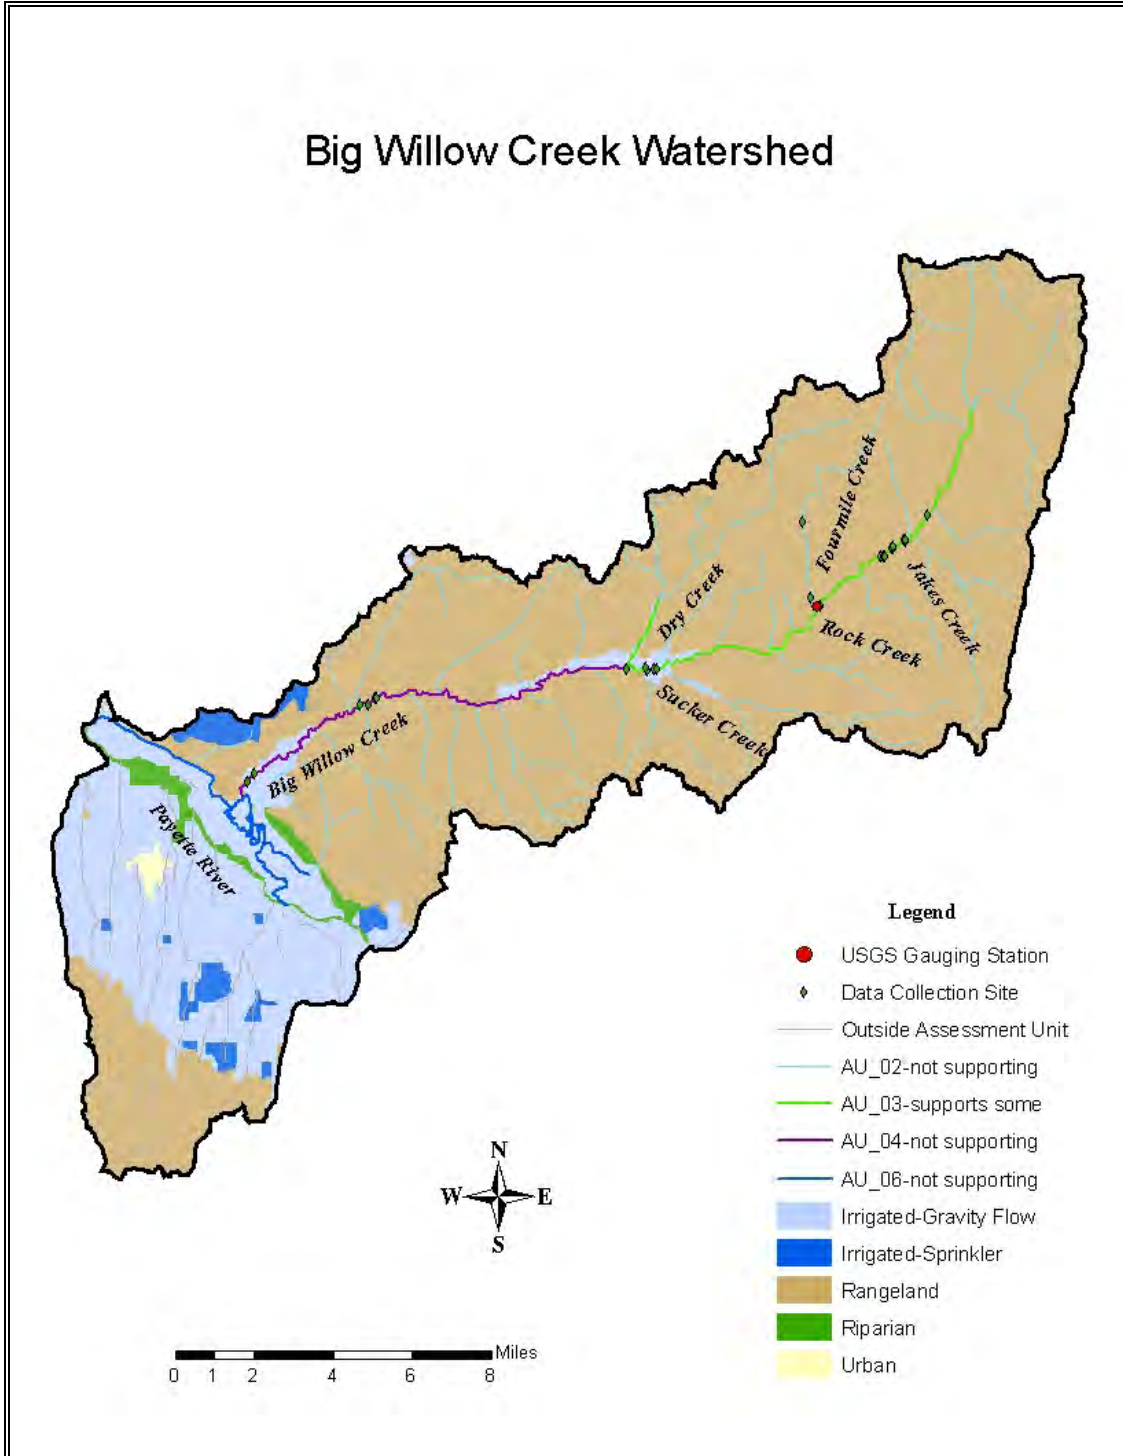 Big Willow Creek Watershed
Fourmile Creek
Jakes Creek
Dry Creek
Rock Creek
Sucker Creek
Big Willow Creek
Payette River
Legend
USGS Gauging Station
Data Collection Site
Outside Assessment Unit
AU_02-not supporting
AU_03-supports some
AU_04-not supporting
AU_06-not supporting
Irrigated-Gravity Flow
Irrigated-Sprinkler
Rangeland
Riparian
Urban
N
W E
S
Miles
0 1 2 4 6 8